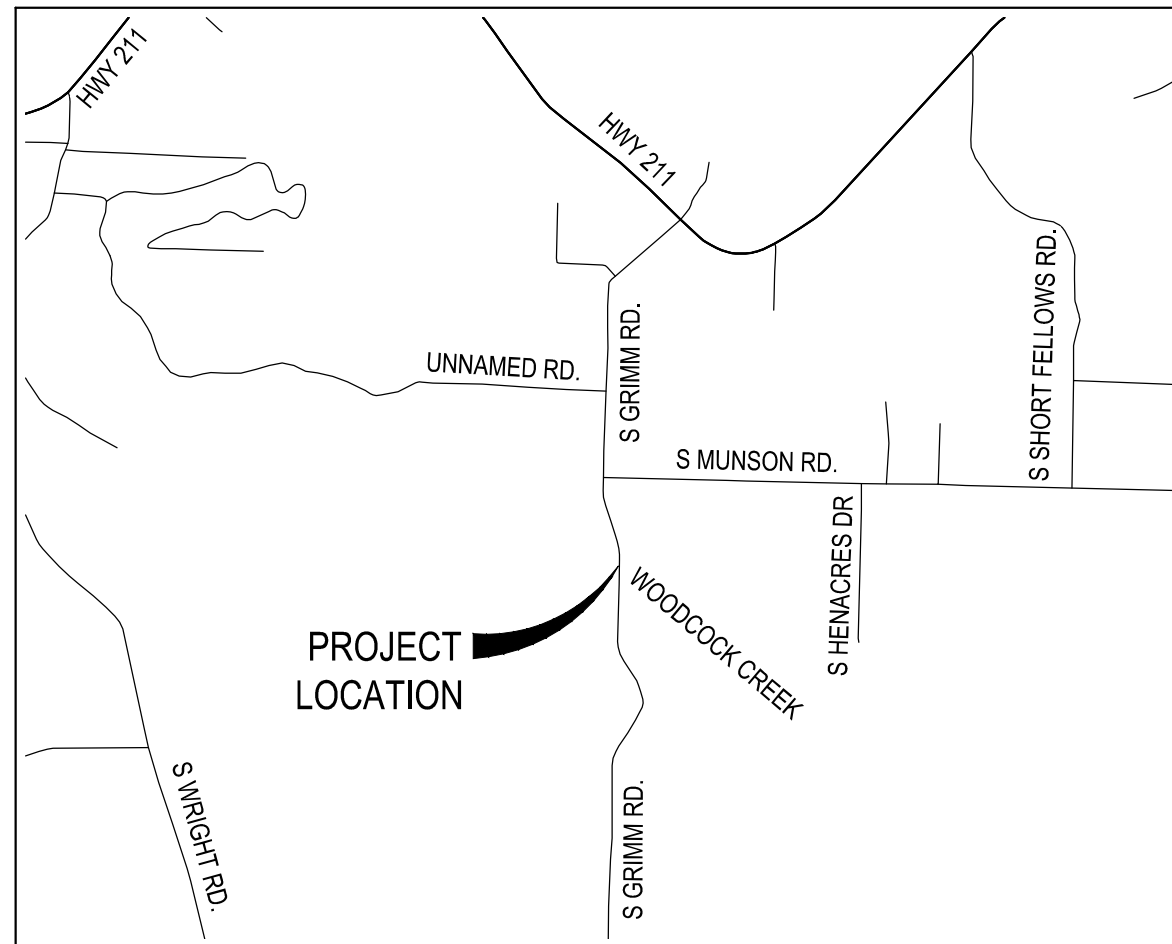 HWY 211
HWY 211
S SHORT FELLOWS RD.
S GRIMM RD.
UNNAMED RD.
S MUNSON RD.
S HENACRES DR
WOODCOCK CREEK
PROJECT
LOCATION
S WRIGHT RD.
S GRIMM RD.